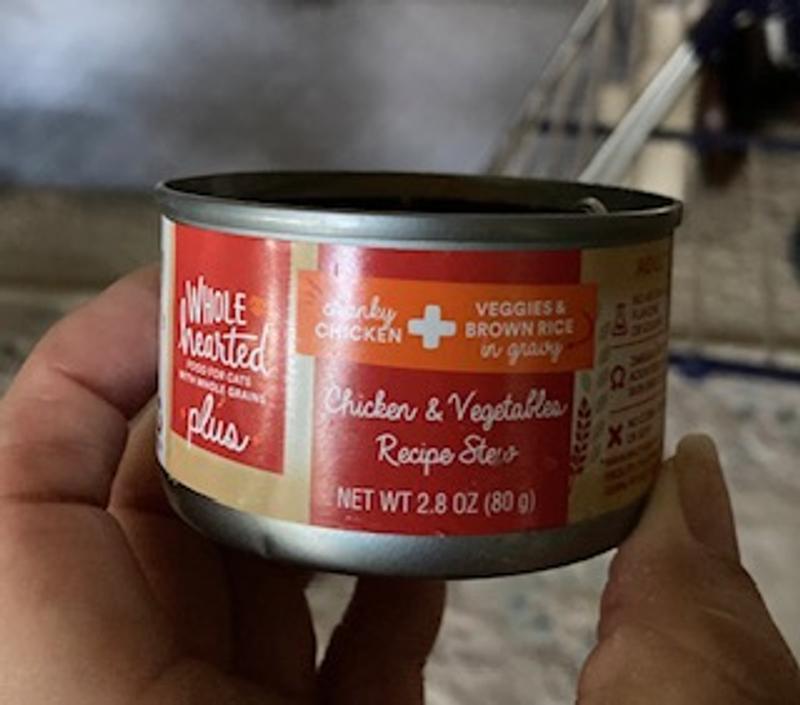 WHOLE
hearted
FOOD FOR CATS
WITH WHOLE GRAINS
plus
chunky
CHICKEN
VEGGIES &
BROWN RICE
in gravy
Chicken & Vegetables
Recipe Stew
NET WT 2.8 OZ (80 g)